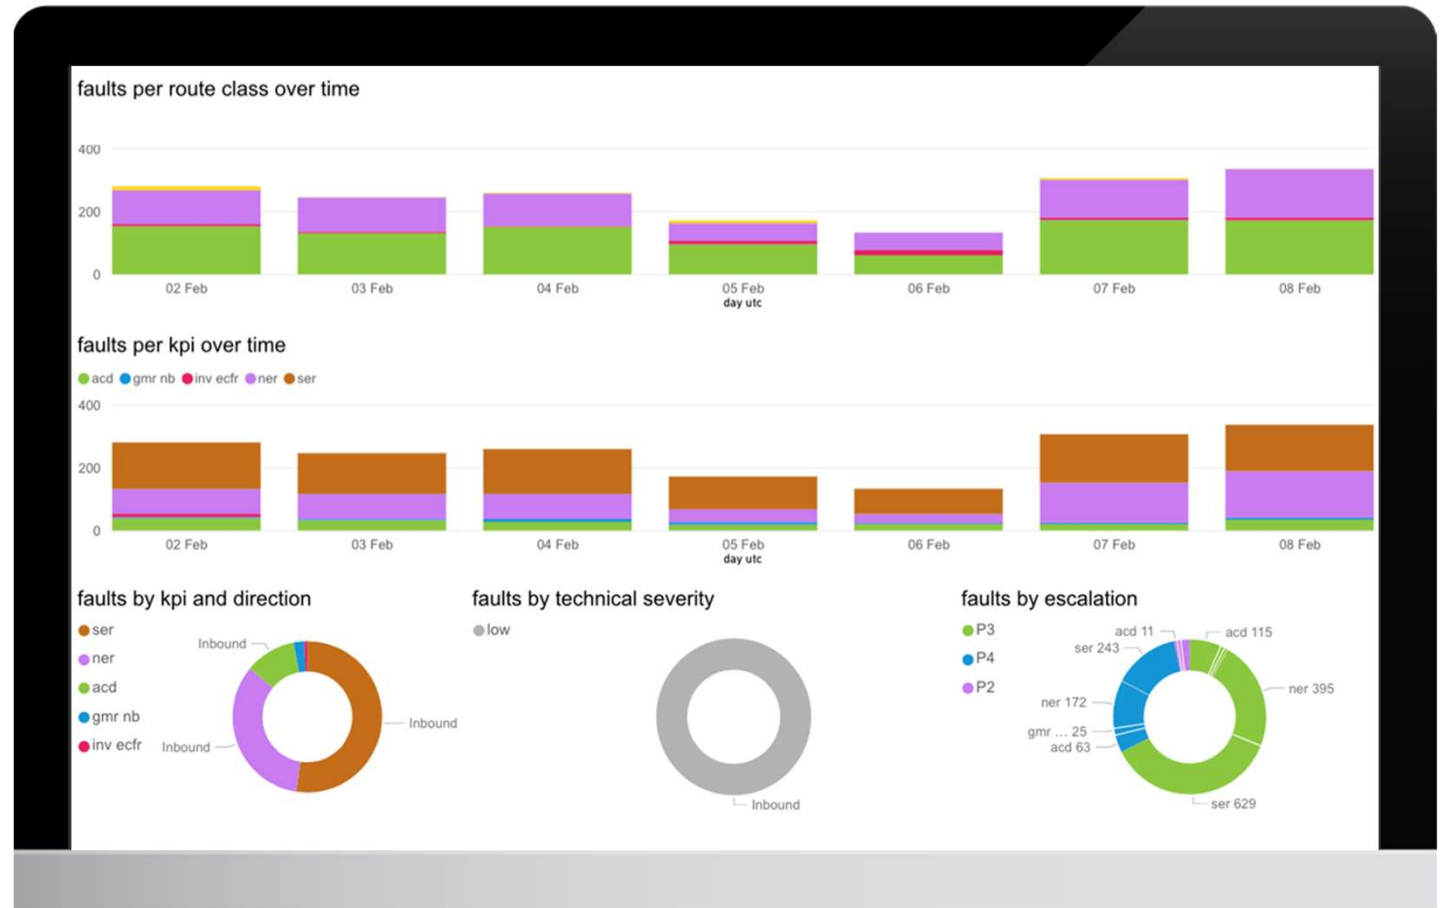 faults per route class over time
400
200
0
02 Feb 03 Feb 04 Feb 05 Feb 06 Feb 07 Feb 08 Feb
day utc
faults per kpi over time
acd gmr nb inv ecfr ner ser
400
200
0
02 Feb 03 Feb 04 Feb 05 Feb 06 Feb 07 Feb 08 Feb
day utc
faults by kpi and direction
ser
ner
acd
gmr nb
inv ecfr
Inbound
Inbound
Inbound
faults by technical severity
low
Inbound
faults by escalation
P3
P4
P2
acd 11
acd 115
ser 243
ner 395
ner 172
gmr ... 25
acd 63
ser 629